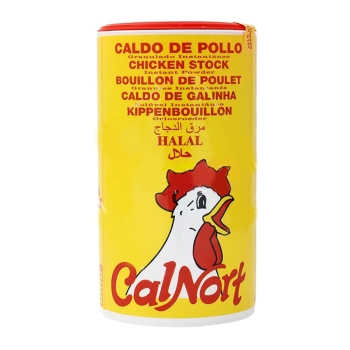 CALDO DE POLLO
Granulado Instantáneo
CHICKEN STOCK
Instant Powder
BOUILLON DE POULET
CALDO DE GALINHA
KIPPENBOUILLON
مرق الدجاج
HALAL
حلال
CalNort